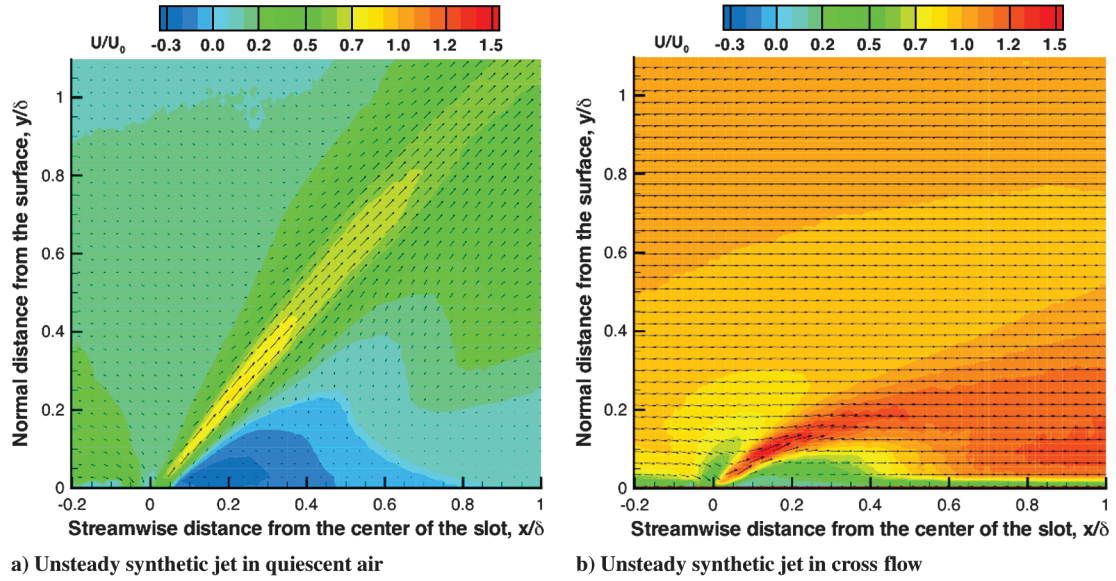 U/U0 -0.3 0.0 0.2 0.5 0.7 1.0 1.2 1.5
Normal distance from the surface, y/δ
1
0.8
0.6
0.4
0.2
0
-0.2 0 0.2 0.4 0.6 0.8 1
Streamwise distance from the center of the slot, x/δ
a) Unsteady synthetic jet in quiescent air
U/U0 -0.3 0.0 0.2 0.5 0.7 1.0 1.2 1.5
Normal distance from the surface, y/δ
1
0.8
0.6
0.4
0.2
0
-0.2 0 0.2 0.4 0.6 0.8 1
Streamwise distance from the center of the slot, x/δ
b) Unsteady synthetic jet in cross flow